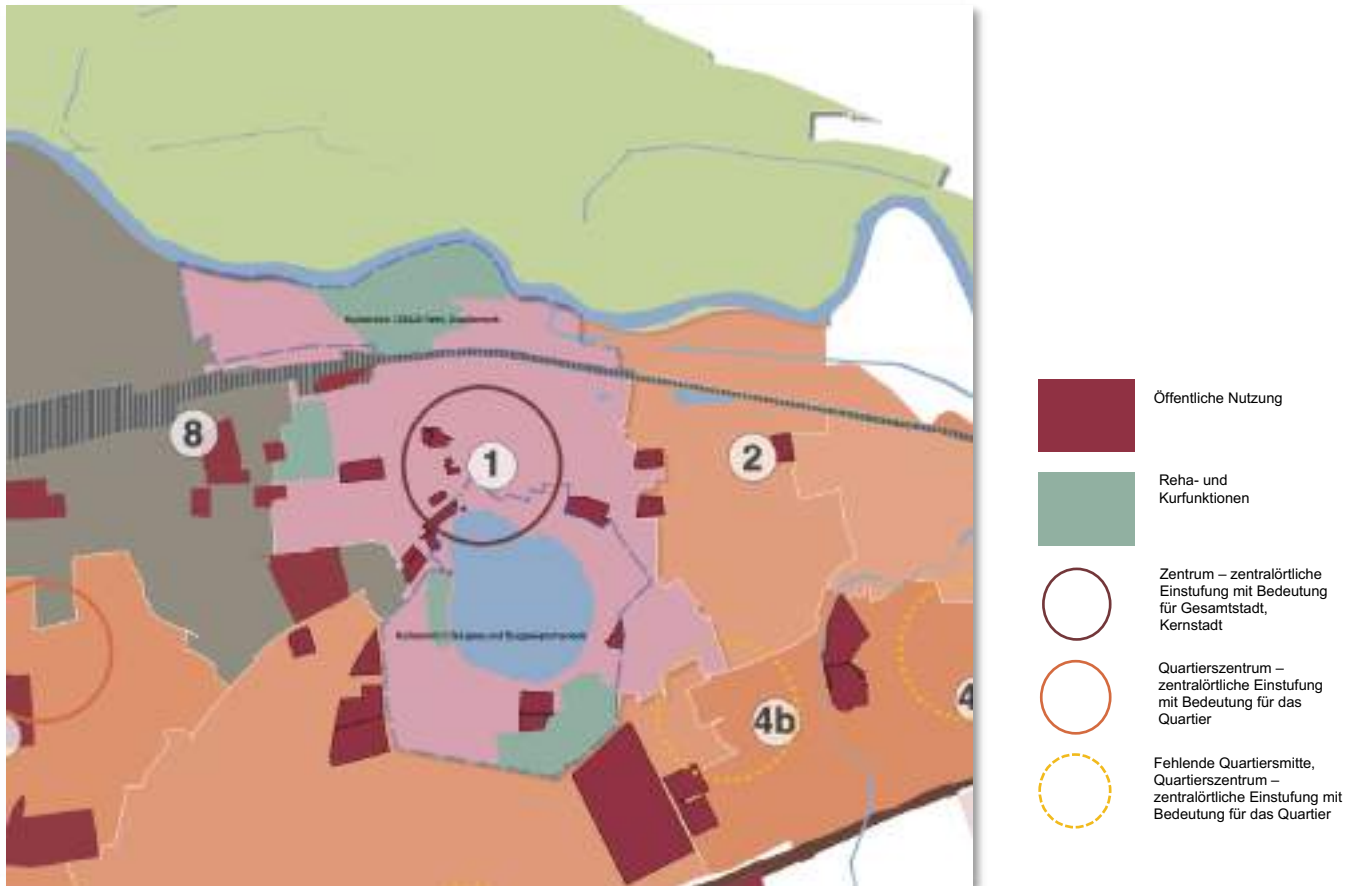 8
1
2
4b
4
Öffentliche Nutzung
Reha- und
Kurfunktionen
Zentrum – zentralörtliche
Einstufung mit Bedeutung
für Gesamtstadt,
Kernstadt
Quartierszentrum –
zentralörtliche Einstufung
mit Bedeutung für das
Quartier
Fehlende Quartiersmitte,
Quartierszentrum –
zentralörtliche Einstufung mit
Bedeutung für das Quartier